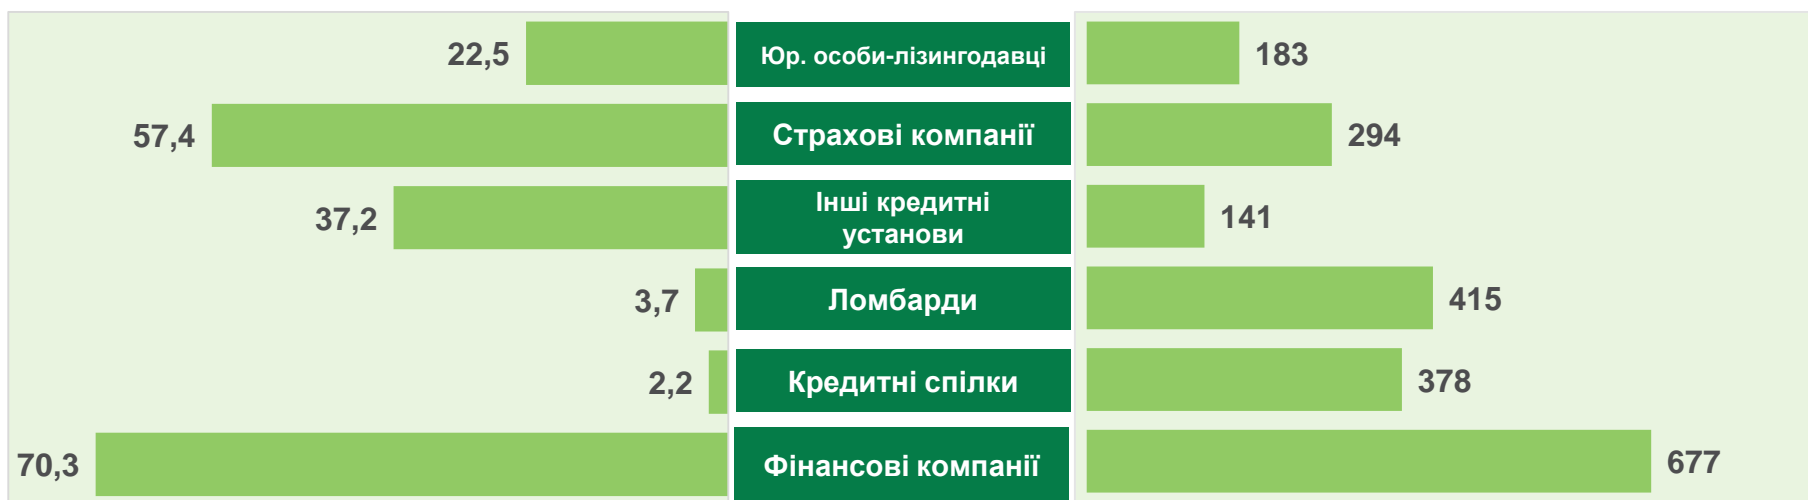 22,5 Юр. особи-лізингодавці 183
57,4 Страхові компанії 294
Інші кредитні
37,2 установи 141
3,7 Ломбарди 415
2,2 Кредитні спілки 378
70,3 Фінансові компанії 677